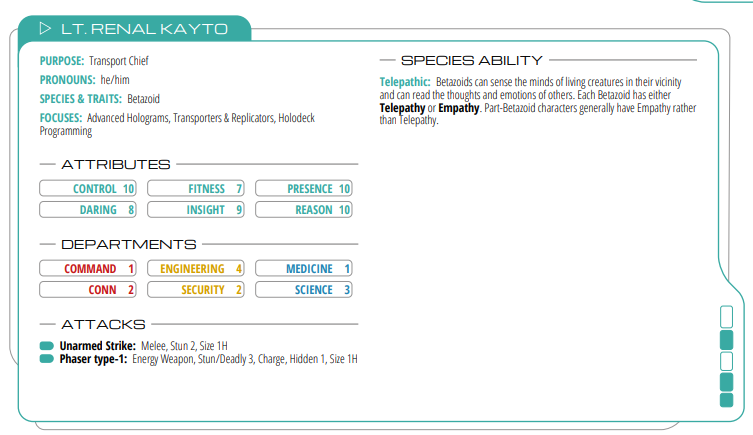 LT. RENAL KAYTO
PURPOSE: Transport Chief
PRONOUNS: he/him
SPECIES & TRAITS: Betazoid
FOCUSES: Advanced Holograms, Transporters & Replicators, Holodeck
Programming
ATTRIBUTES
CONTROL 10 FITNESS 7 PRESENCE 10
DARING 8 INSIGHT 9 REASON 10
DEPARTMENTS
COMMAND 1 ENGINEERING 4 MEDICINE 1
CONN 2 SECURITY 2 SCIENCE 3
ATTACKS
Unarmed Strike: Melee, Stun 2, Size 1H
Phaser type-1: Energy Weapon, Stun/Deadly 3, Charge, Hidden 1, Size 1H
SPECIES ABILITY
Telepathic: Betazoids can sense the minds of living creatures in their vicinity
and can read the thoughts and emotions of others. Each Betazoid has either
Telepathy or Empathy. Part-Betazoid characters generally have Empathy rather
than Telepathy.